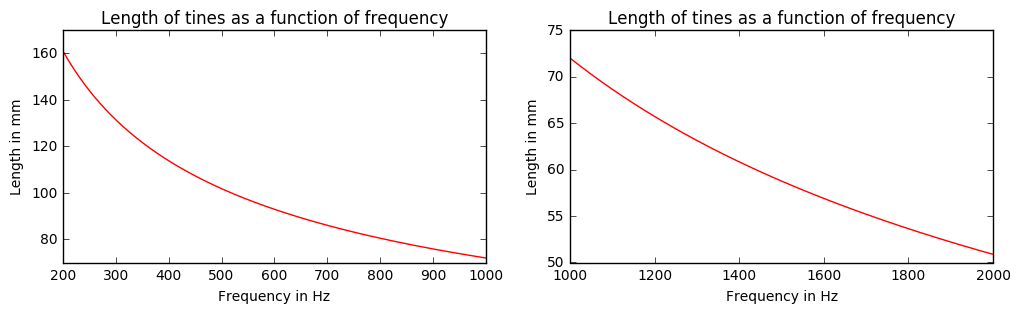 Length of tines as a function of frequency
160
140
120
100
80
Length in mm
200 300 400 500 600 700 800 900 1000
Frequency in Hz
Length of tines as a function of frequency
75
70
65
60
55
50
Length in mm
1000 1200 1400 1600 1800 2000
Frequency in Hz